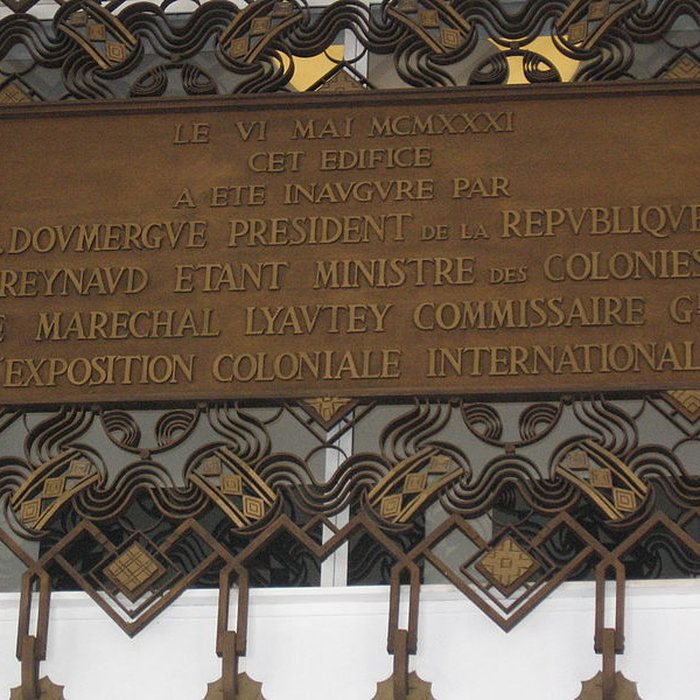 LE VI MAI MCMXXXI
CET EDIFICE
A ETE INAVGVRE PAR
. DOVMERGVE PRESIDENT DE LA REPVBLIQVE
REYNAVD ETANT MINISTRE DES COLONIES
E MARECHAL LYAVTEY COMMISSAIRE G
'EXPOSITION COLONIALE INTERNATIONAL